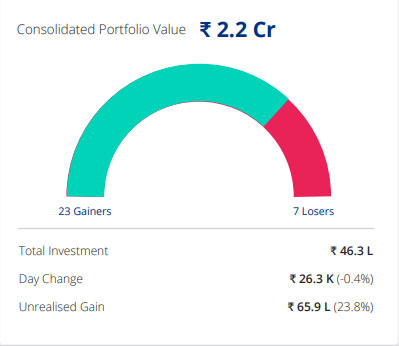 Consolidated Portfolio Value ₹ 2.2 Cr
23 Gainers 7 Losers
Total Investment ₹ 46.3 L
Day Change ₹ 26.3 K (-0.4%)
Unrealised Gain ₹ 65.9 L (23.8%)